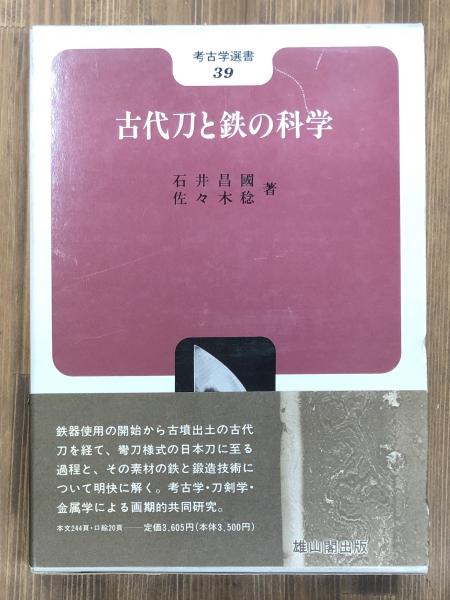 考古学選書
39
古代刀と鉄の科学
石井昌國
佐々木稔
著
鉄器使用の開始から古墳出土の古代
刀を経て、彎刀様式の日本刀に至る
過程と、その素材の鉄と鍛造技術に
ついて明快に解く。考古学・刀剣学・
金属学による画期的共同研究。
本文244頁・口絵20頁――定価3,605円(本体3,500円)
雄山閣出版